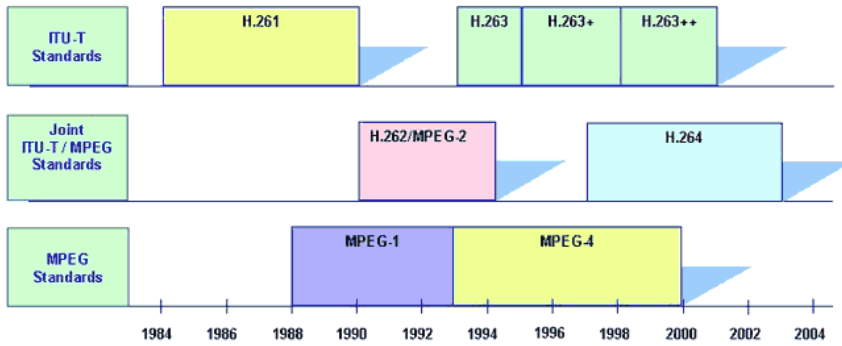 ITU-T
Standards
H.261
H.263
H.263+
H.263++
Joint
ITU-T / MPEG
Standards
H.262/MPEG-2
H.264
MPEG
Standards
MPEG-1
MPEG-4
1984 1986 1988 1990 1992 1994 1996 1998 2000 2002 2004